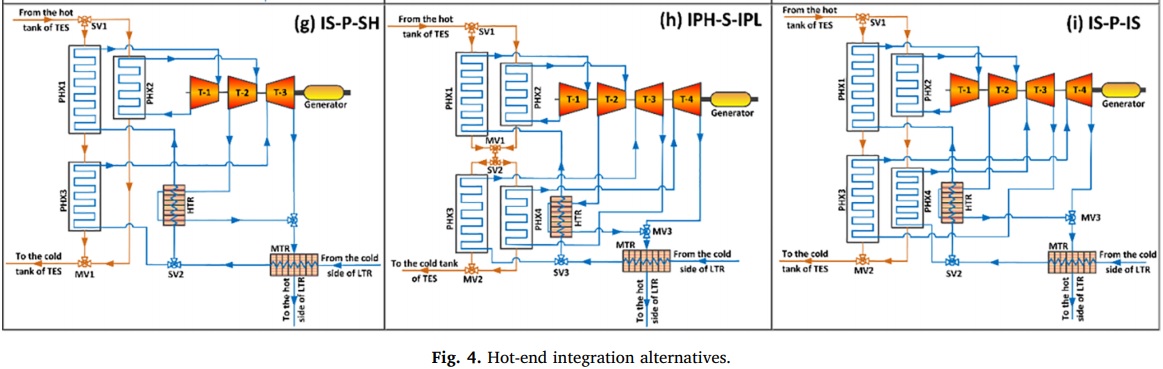 (g) IS-P-SH
From the hot
tank of TES
SV1
PHX1
PHX2
T-1
T-2
T-3
Generator
PHX3
HTR
To the cold
tank of TES
MV1
SV2
MTR
From the cold
side of LTR
To the hot
side of LTR
(h) IPH-S-IPL
From the hot
tank of TES
SV1
PHX1
PHX2
T-1
T-2
T-3
T-4
Generator
MV1
SV2
PHX3
PHX4
HTR
MV3
MTR
To the cold tank
of TES
MV2
SV3
From the cold
side of LTR
To the hot
side of LTR
(i) IS-P-IS
From the hot
tank of TES
SV1
PHX1
PHX2
T-1
T-2
T-3
T-4
Generator
PHX3
PHX4
HTR
MV3
MTR
To the cold
tank of TES
MV2
SV2
From the cold
side of LTR
To the hot
side of LTR
Fig. 4. Hot-end integration alternatives.